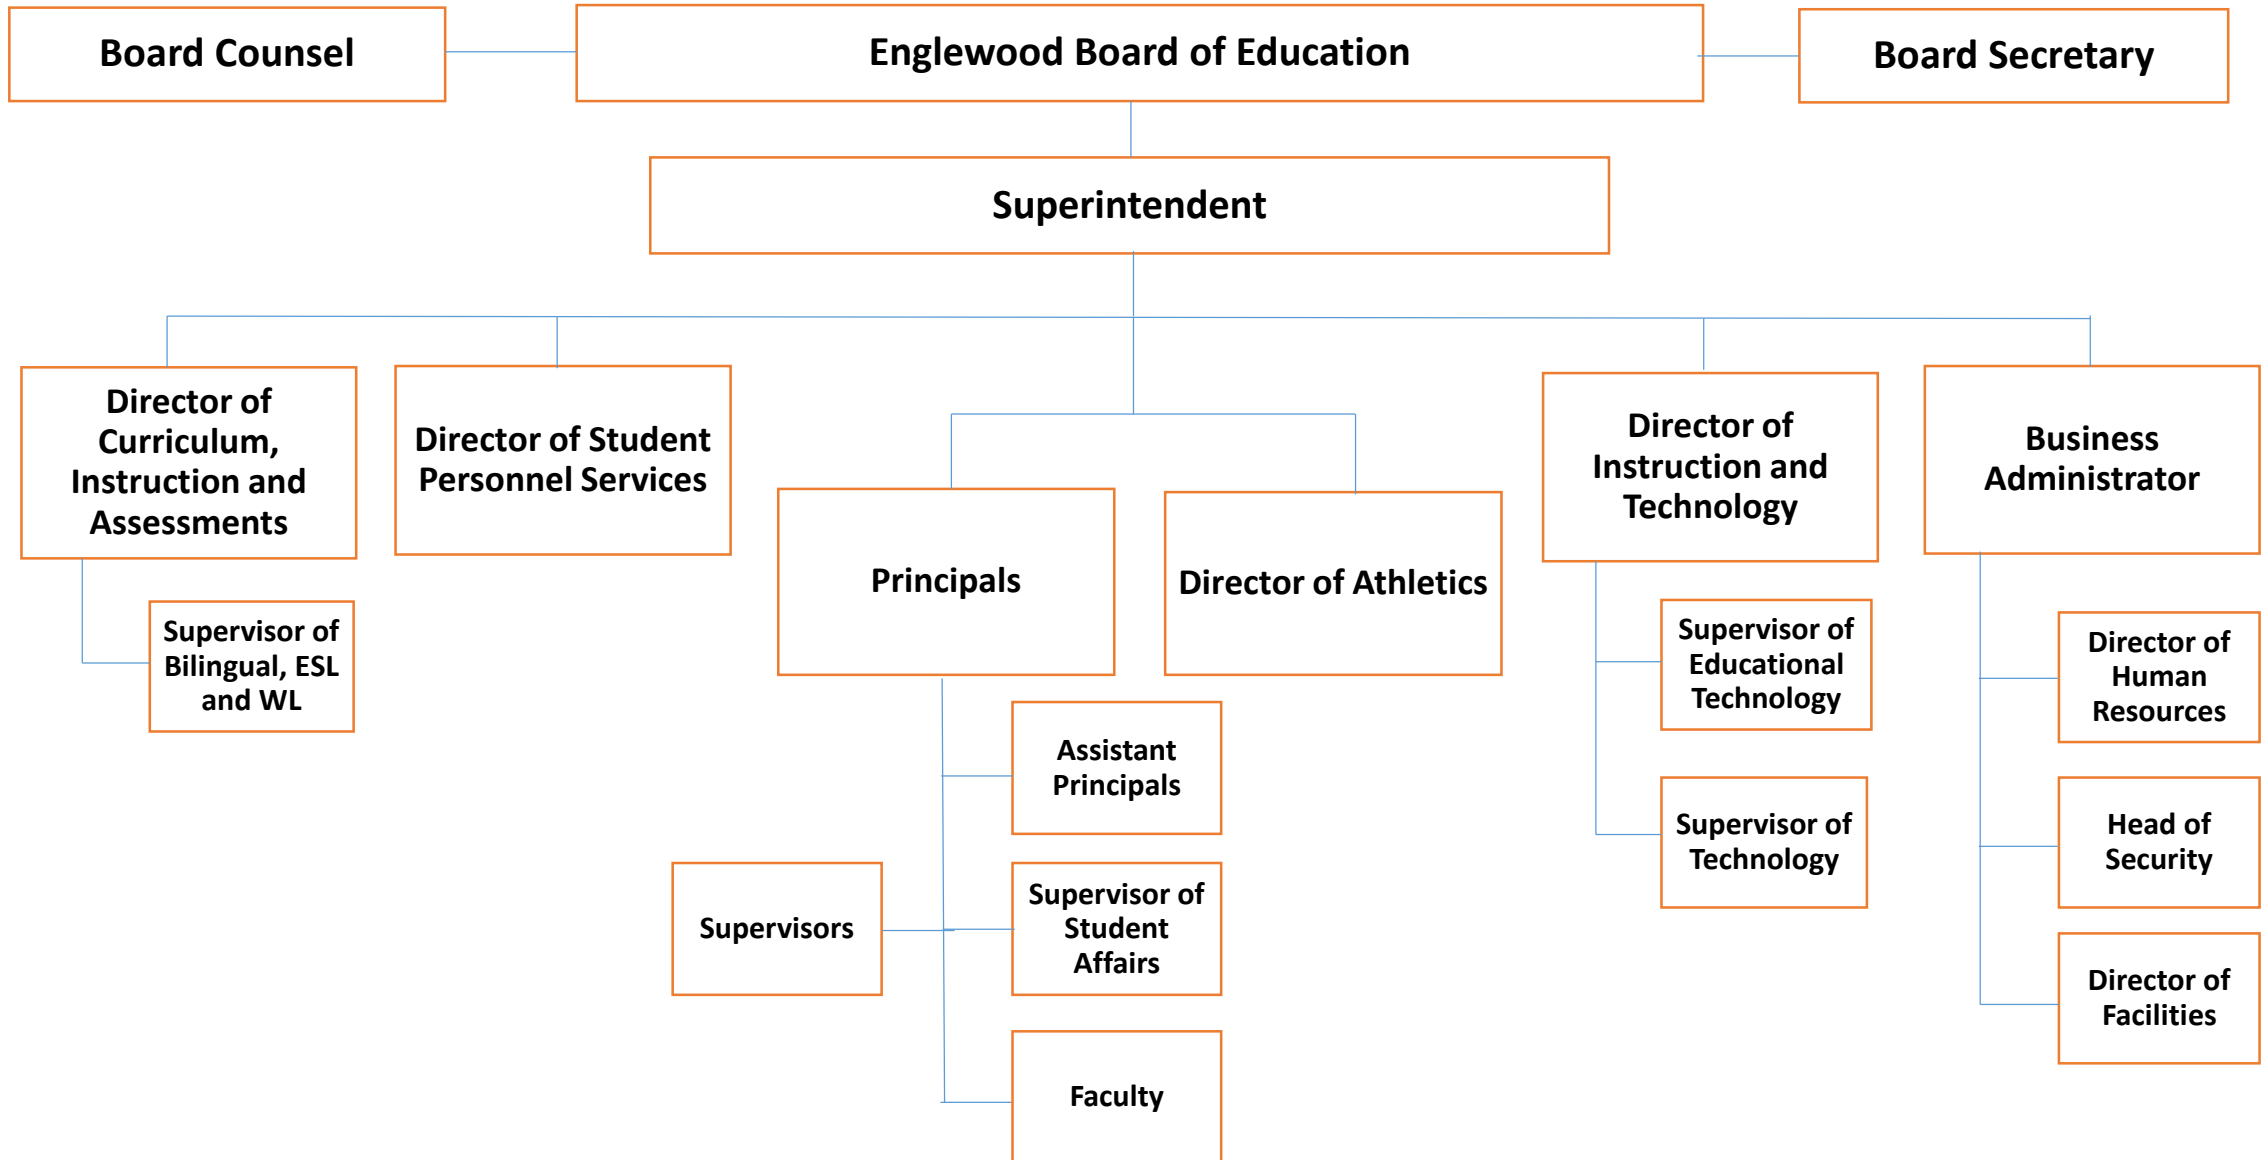 Board Counsel
Englewood Board of Education
Board Secretary
Superintendent
Director of
Curriculum,
Instruction and
Assessments
Director of Student
Personnel Services
Principals
Director of Athletics
Director of
Instruction and
Technology
Business
Administrator
Supervisor of
Bilingual, ESL
and WL
Assistant
Principals
Supervisors
Supervisor of
Student
Affairs
Faculty
Supervisor of
Educational
Technology
Supervisor of
Technology
Director of
Human
Resources
Head of
Security
Director of
Facilities